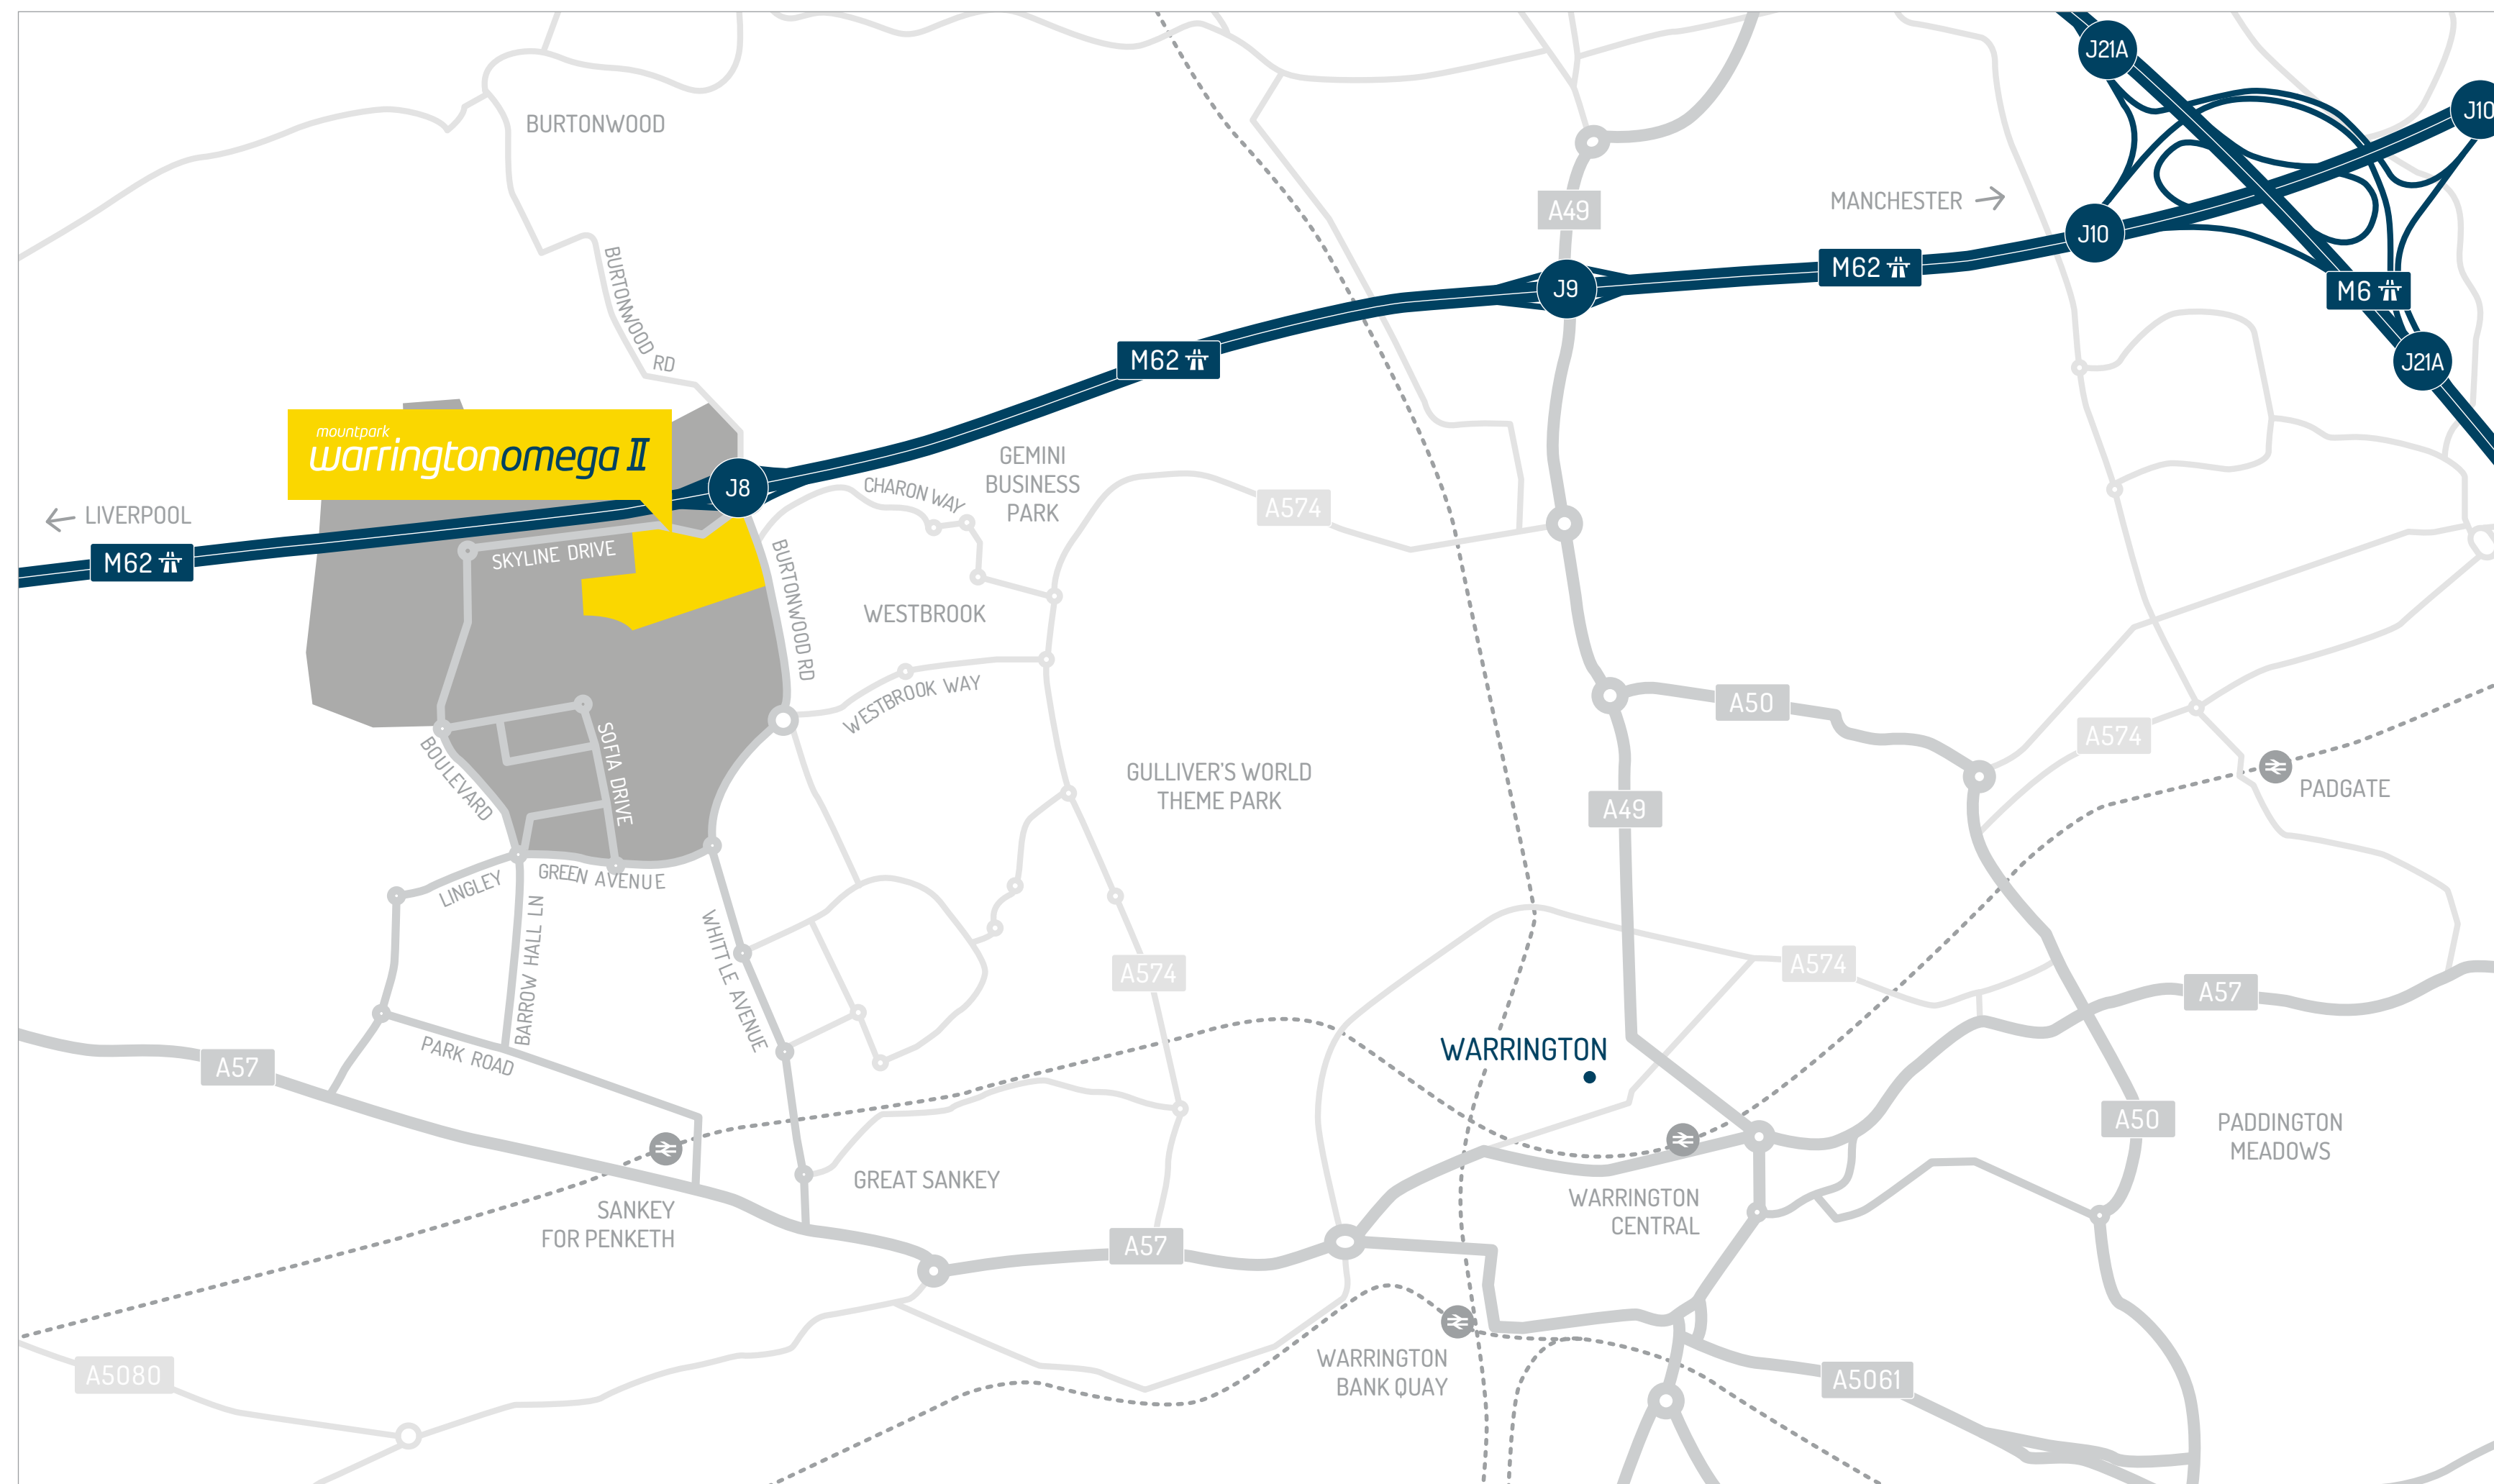 J21A
J10
BURTONWOOD
MANCHESTER
A49
J10
BURTONWOOD RD
J9
M62
M6
M62
J21A
mountpark
warringtonomega II
GEMINI
BUSINESS
PARK
J8
CHARON WAY
A574
LIVERPOOL
M62
SKYLINE DRIVE
BURTONWOOD RD
WESTBROOK
WESTBROOK WAY
A50
A574
BOULEVARD
SOFIA DRIVE
GULLIVER'S WORLD
THEME PARK
PADGATE
A49
LINGLEY
GREEN AVENUE
BARROW HALL LN
WHITTLE AVENUE
A574
A574
A57
WARRINGTON
PARK ROAD
A57
A50
PADDINGTON
MEADOWS
GREAT SANKEY
SANKEY
FOR PENKETH
WARRINGTON
CENTRAL
A57
WARRINGTON
BANK QUAY
A5080
A5061